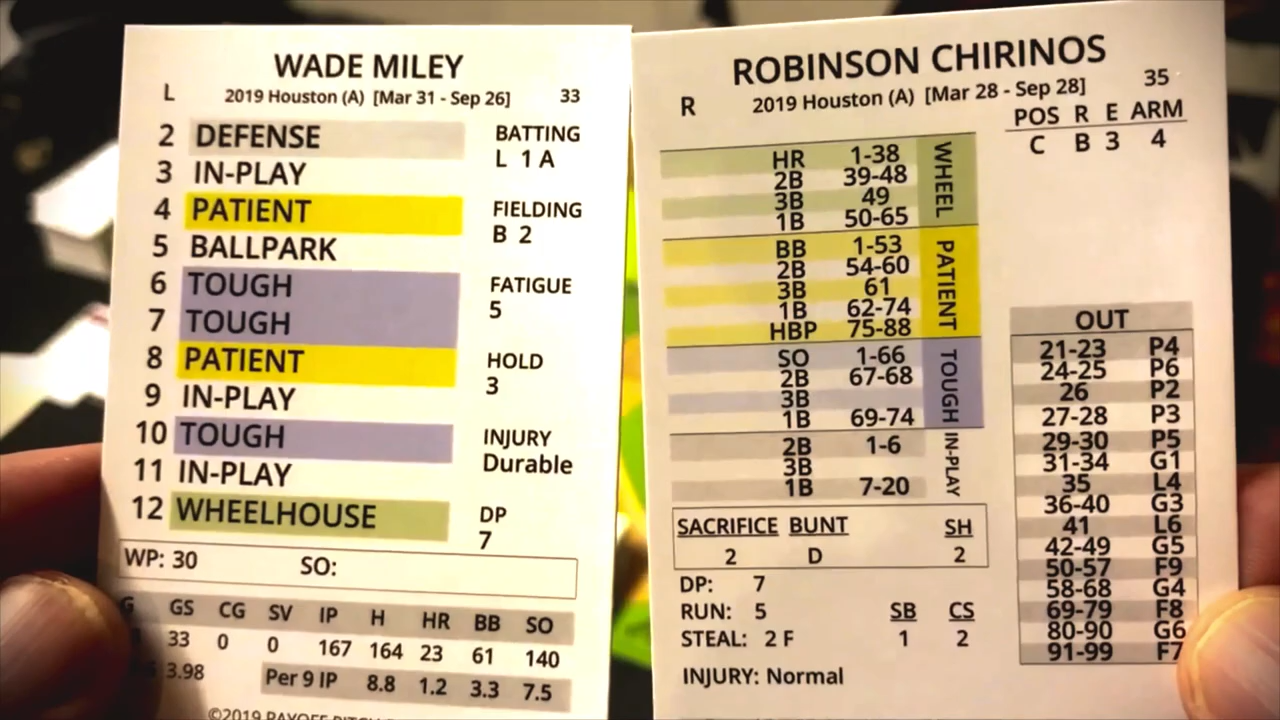 WADE MILEY
L 2019 Houston (A) [Mar 31 - Sep 26] 33
2 DEFENSE
3 IN-PLAY
4 PATIENT
5 BALLPARK
6 TOUGH
7 TOUGH
8 PATIENT
9 IN-PLAY
10 TOUGH
11 IN-PLAY
12 WHEELHOUSE
BATTING
L 1 A
FIELDING
B 2
FATIGUE
5
HOLD
3
INJURY
Durable
DP
7
WP: 30 SO:
G GS CG SV IP H HR BB SO
33 0 0 167 164 23 61 140
3.98 Per 9 IP 8.8 1.2 3.3 7.5
©2019 PAYOFF PITCH
ROBINSON CHIRINOS
R 2019 Houston (A) [Mar 28 - Sep 28] 35
POS R E ARM
C B 3 4
WHEEL
HR 1-38
2B 39-48
3B 49
1B 50-65
PATIENT
BB 1-53
2B 54-60
3B 61
1B 62-74
HBP 75-88
TOUGH
SO 1-66
2B 67-68
3B
1B 69-74
IN-PLAY
2B 1-6
3B
1B 7-20
SACRIFICE BUNT SH
2 D 2
DP: 7
RUN: 5 SB CS
STEAL: 2 F 1 2
INJURY: Normal
OUT
21-23 P4
24-25 P6
26 P2
27-28 P3
29-30 P5
31-34 G1
35 L4
36-40 G3
41 L6
42-49 G5
50-57 F9
58-68 G4
69-79 F8
80-90 G6
91-99 F7